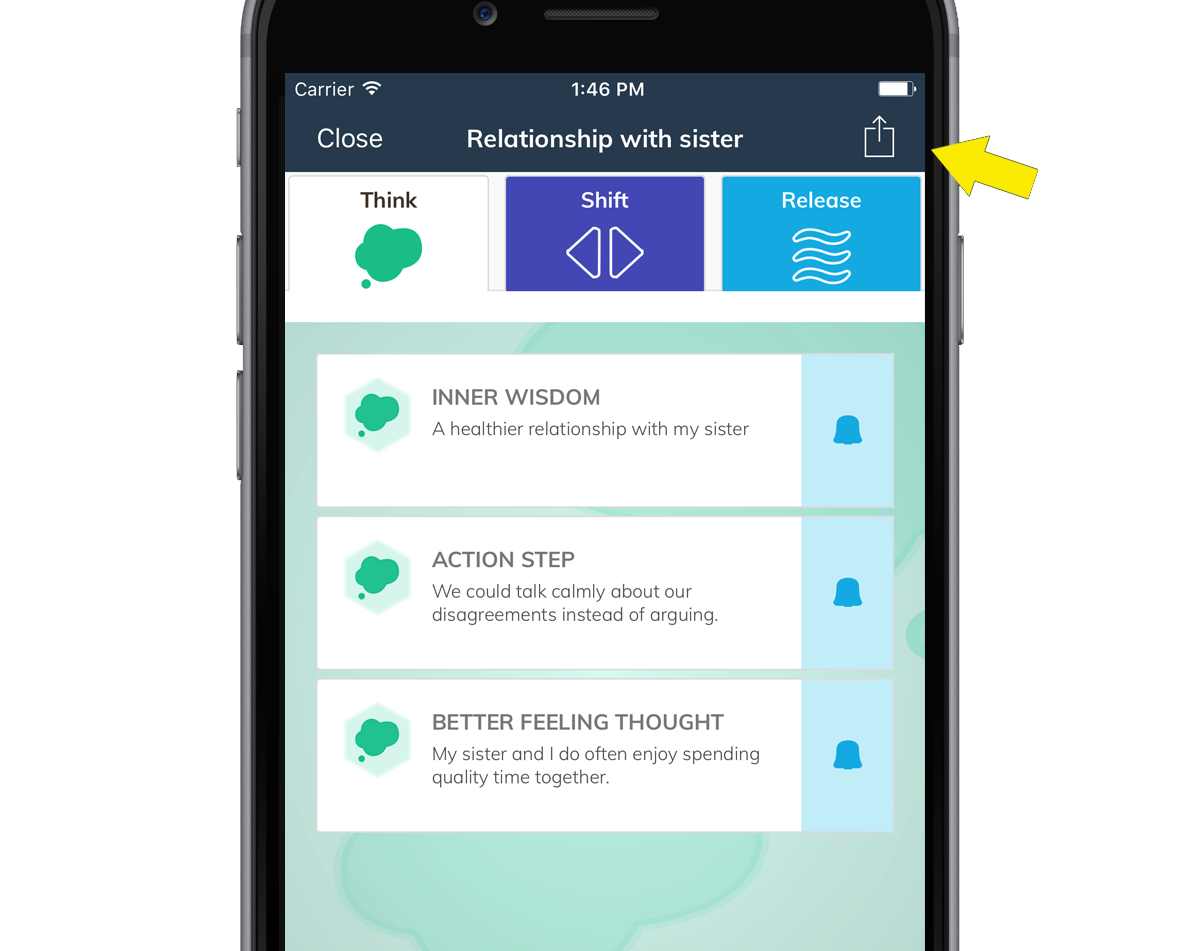 Carrier 1:46 PM
Close Relationship with sister
Think Shift Release
INNER WISDOM
A healthier relationship with my sister
ACTION STEP
We could talk calmly about our
disagreements instead of arguing.
BETTER FEELING THOUGHT
My sister and I do often enjoy spending
quality time together.